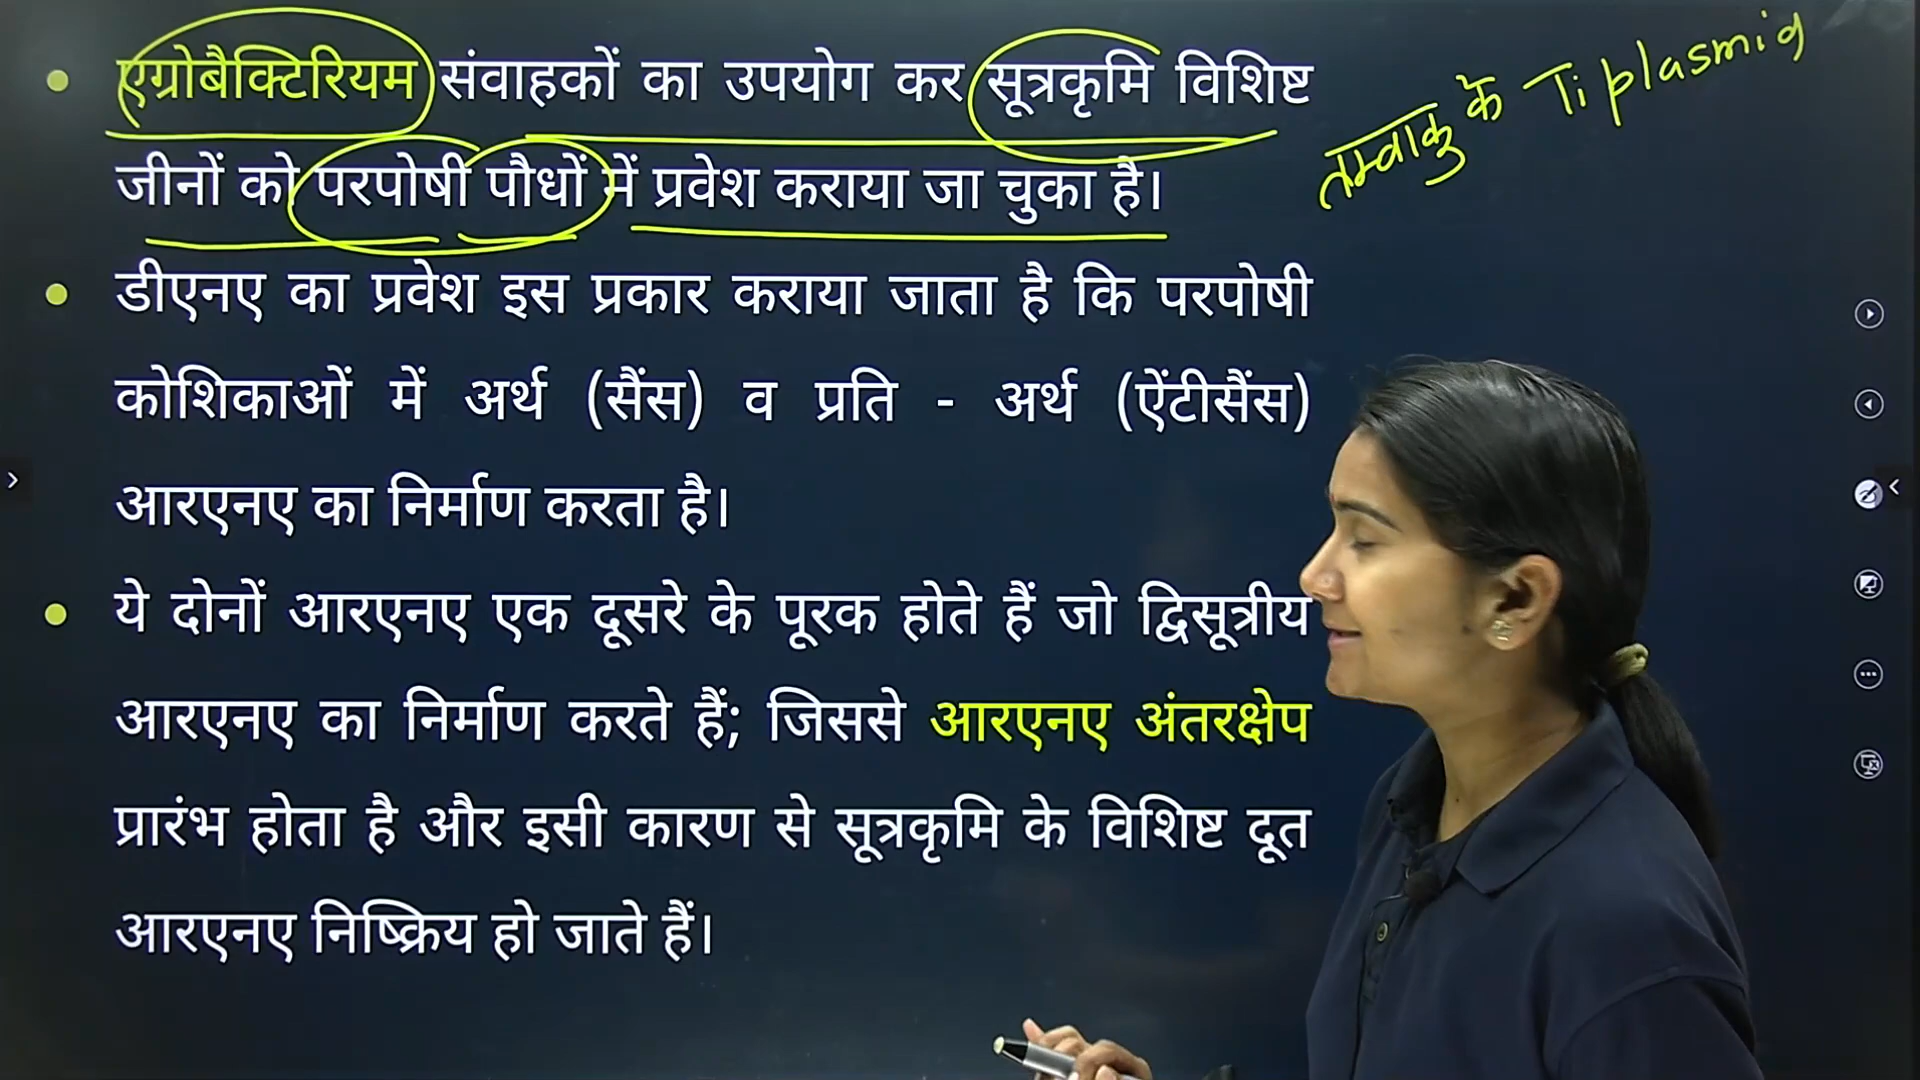 एग्रोबैक्टिरियम संवाहकों का उपयोग कर सूत्रकृमि विशिष्ट
जीनों को परपोषी पौधों में प्रवेश कराया जा चुका है।
तम्बाकु के Ti plasmid
डीएनए का प्रवेश इस प्रकार कराया जाता है कि परपोषी
कोशिकाओं में अर्थ (सैंस) व प्रति - अर्थ (ऐंटीसैंस)
आरएनए का निर्माण करता है।
ये दोनों आरएनए एक दूसरे के पूरक होते हैं जो द्विसूत्रीय
आरएनए का निर्माण करते हैं; जिससे आरएनए अंतरक्षेप
प्रारंभ होता है और इसी कारण से सूत्रकृमि के विशिष्ट दूत
आरएनए निष्क्रिय हो जाते हैं।